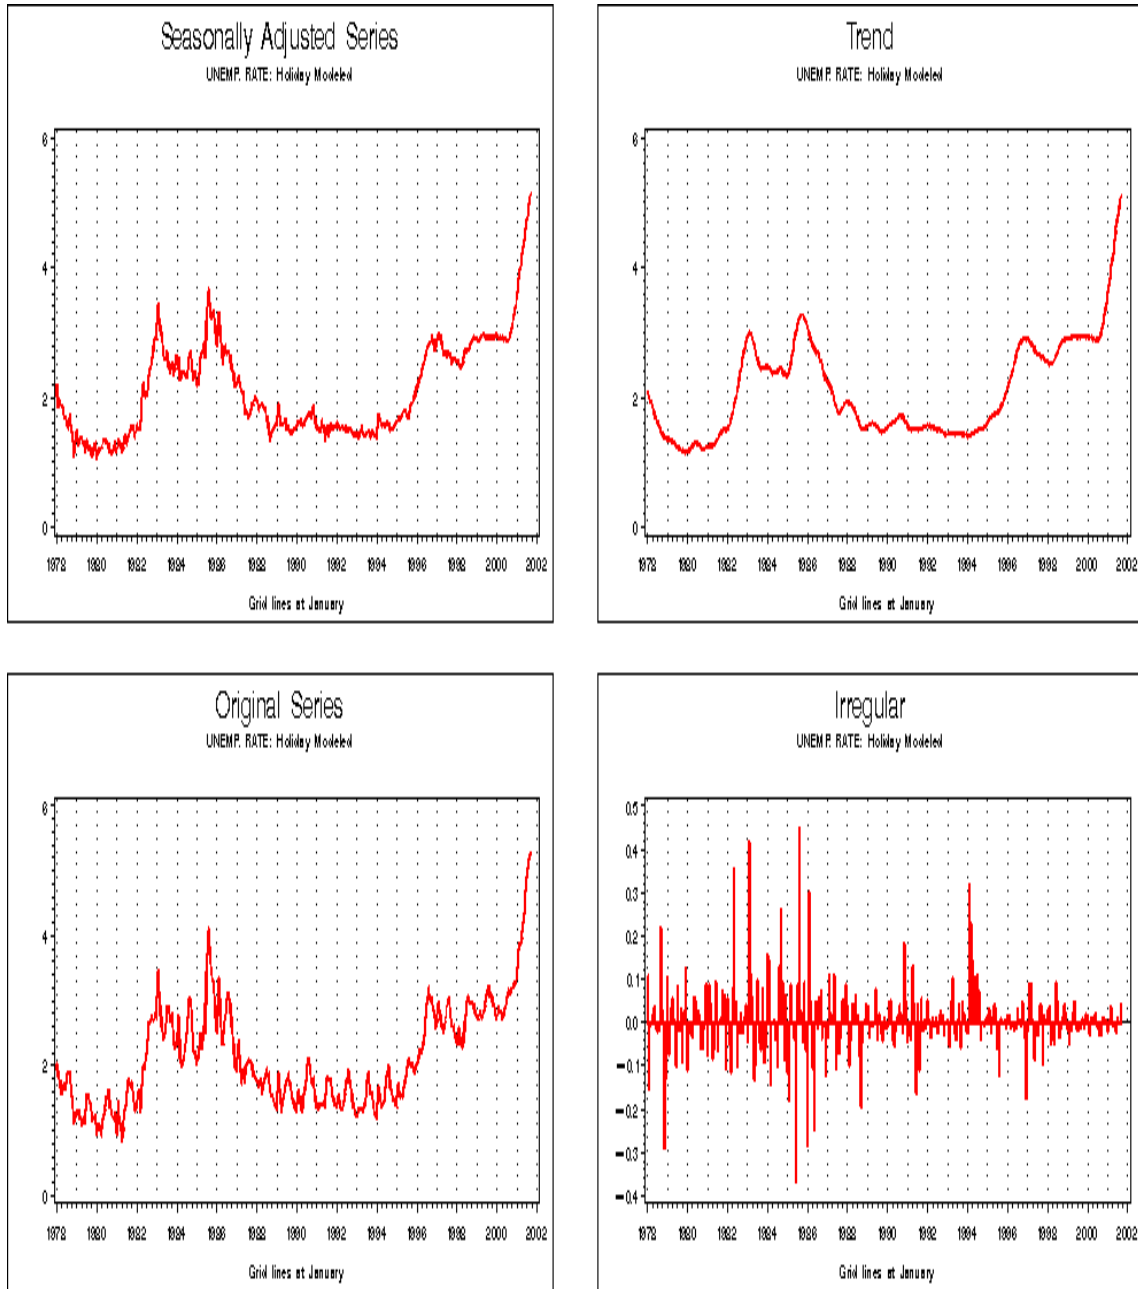 Seasonally Adjusted Series
UNEMP. RATE: Holiday Modeled
6
4
2
0
1978 1980 1982 1984 1986 1988 1990 1992 1994 1996 1998 2000 2002
Grid lines at January
Trend
UNEMP. RATE: Holiday Modeled
6
4
2
0
1978 1980 1982 1984 1986 1988 1990 1992 1994 1996 1998 2000 2002
Grid lines at January
Original Series
UNEMP. RATE: Holiday Modeled
6
4
2
0
1978 1980 1982 1984 1986 1988 1990 1992 1994 1996 1998 2000 2002
Grid lines at January
Irregular
UNEMP. RATE: Holiday Modeled
0.5
0.4
0.3
0.2
0.1
0.0
-0.1
-0.2
-0.3
-0.4
1978 1980 1982 1984 1986 1988 1990 1992 1994 1996 1998 2000 2002
Grid lines at January